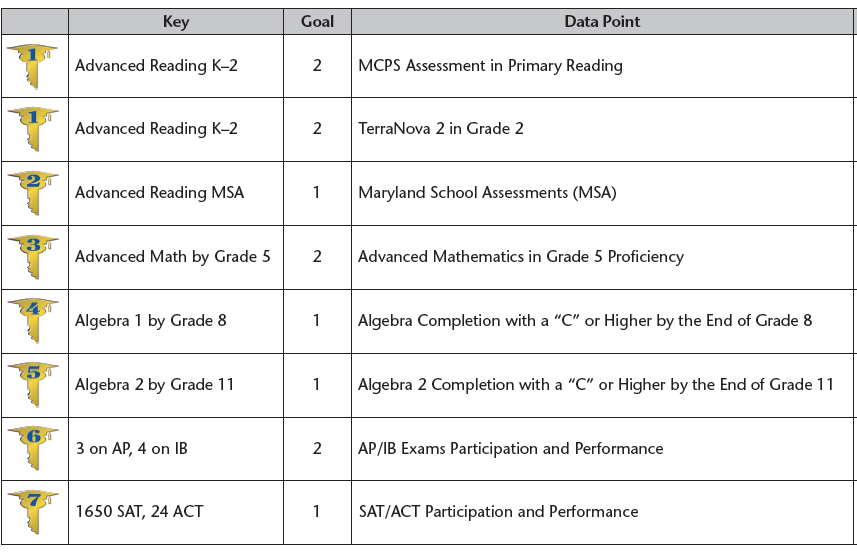 Key Goal Data Point
1 Advanced Reading K–2 2 MCPS Assessment in Primary Reading
1 Advanced Reading K–2 2 TerraNova 2 in Grade 2
2 Advanced Reading MSA 1 Maryland School Assessments (MSA)
3 Advanced Math by Grade 5 2 Advanced Mathematics in Grade 5 Proficiency
4 Algebra 1 by Grade 8 1 Algebra Completion with a “C” or Higher by the End of Grade 8
5 Algebra 2 by Grade 11 1 Algebra 2 Completion with a “C” or Higher by the End of Grade 11
6 3 on AP, 4 on IB 2 AP/IB Exams Participation and Performance
7 1650 SAT, 24 ACT 1 SAT/ACT Participation and Performance